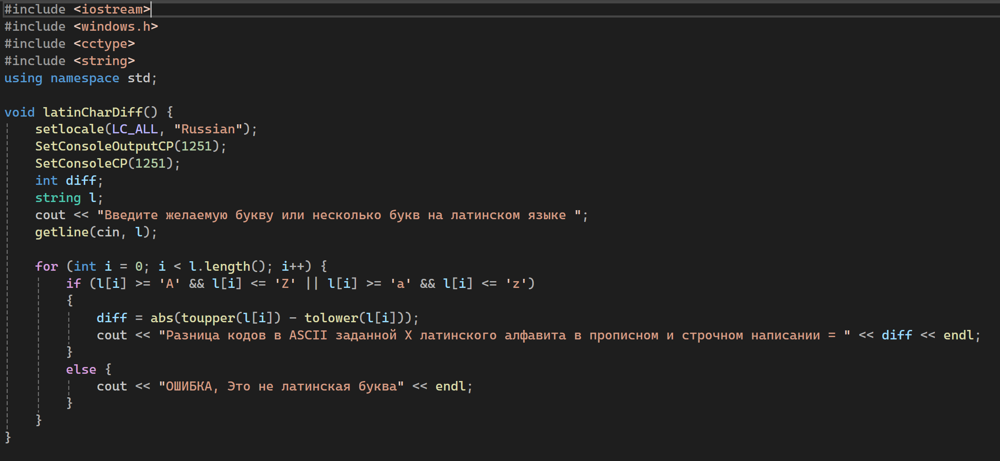 #include <iostream>
#include <windows.h>
#include <cctype>
#include <string>
using namespace std;

void latinCharDiff() {
    setlocale(LC_ALL, "Russian");
    SetConsoleOutputCP(1251);
    SetConsoleCP(1251);
    int diff;
    string l;
    cout << "Введите желаемую букву или несколько букв на латинском языке ";
    getline(cin, l);

    for (int i = 0; i < l.length(); i++) {
        if (l[i] >= 'A' && l[i] <= 'Z' || l[i] >= 'a' && l[i] <= 'z')
        {
            diff = abs(toupper(l[i]) - tolower(l[i]));
            cout << "Разница кодов в ASCII заданной X латинского алфавита в прописном и строчном написании = " << diff << endl;
        }
        else {
            cout << "ОШИБКА, Это не латинская буква" << endl;
        }
    }
}